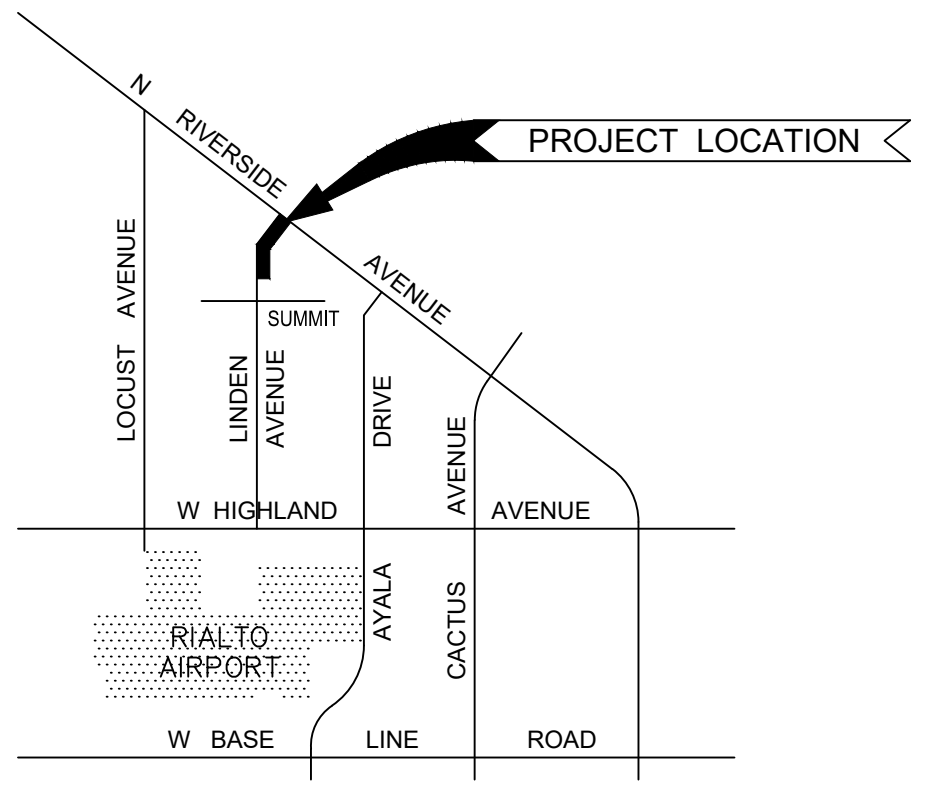 N RIVERSIDE AVENUE
PROJECT LOCATION
LOCUST AVENUE
SUMMIT
LINDEN
AVENUE
AYALA DRIVE
CACTUS AVENUE
W HIGHLAND AVENUE
RIALTO
AIRPORT
W BASE LINE ROAD